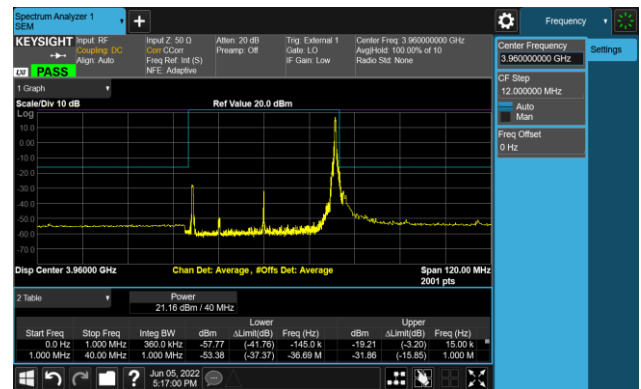 Spectrum Analyzer 1
SEM
Frequency
KEYSIGHT
Input: RF
Coupling: DC
Align: Auto
Input Z: 50 Ω
Corr CCorr
Freq Ref: Int (S)
NFE: Adaptive
Atten: 20 dB
Preamp: Off
Trig: External 1
Gate: LO
IF Gain: Low
Center Freq: 3.960000000 GHz
Avg|Hold: 100.00% of 10
Radio Std: None
LXI PASS
Center Frequency
3.960000000 GHz
Settings
CF Step
12.000000 MHz
Auto
Man
Freq Offset
0 Hz
1 Graph
Scale/Div 10 dB
Ref Value 20.0 dBm
Log
10.0
0.00
-10.0
-20.0
-30.0
-40.0
-50.0
-60.0
-70.0
Disp Center 3.96000 GHz
Chan Det: Average, #Offs Det: Average
Span 120.00 MHz
2001 pts
2 Table
Power
21.16 dBm / 40 MHz
Lower Upper
Start Freq Stop Freq Integ BW dBm ΔLimit(dB) Freq (Hz) dBm ΔLimit(dB) Freq (Hz)
0.0 Hz 1.000 MHz 360.0 kHz -57.77 (-41.76) -145.0 k -19.21 (-3.20) 15.00 k
1.000 MHz 40.00 MHz 1.000 MHz -53.38 (-37.37) -36.69 M -31.86 (-15.85) 1.000 M
?
Jun 05, 2022
5:17:00 PM